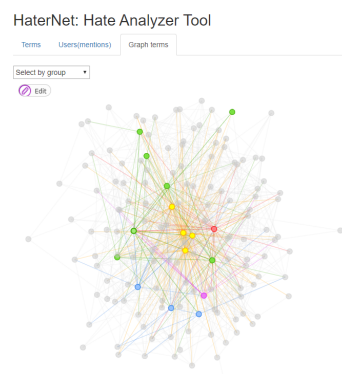 HaterNet: Hate Analyzer Tool
Terms Users(mentions) Graph terms
Select by group
Edit